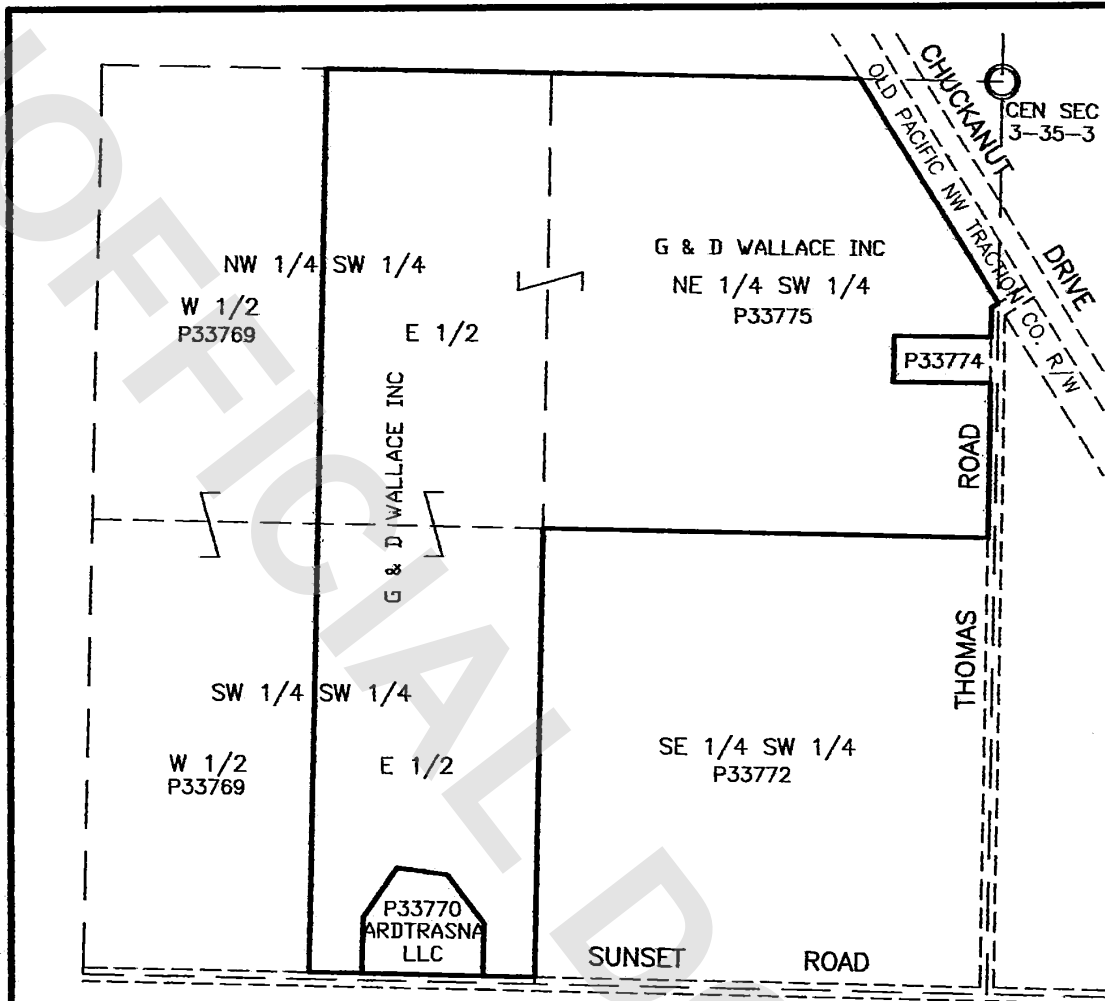 CHUCKANUT
DRIVE
OLD PACIFIC NW TRACTION CO. R/W
CEN SEC
3-35-3
NW 1/4 SW 1/4
W 1/2
P33769
E 1/2
G & D WALLACE INC
NE 1/4 SW 1/4
P33775
P33774
G & D WALLACE INC
THOMAS ROAD
SW 1/4 SW 1/4
W 1/2
P33769
E 1/2
SE 1/4 SW 1/4
P33772
P33770
ARDTRASNA
LLC
SUNSET ROAD
OFFICIAL D